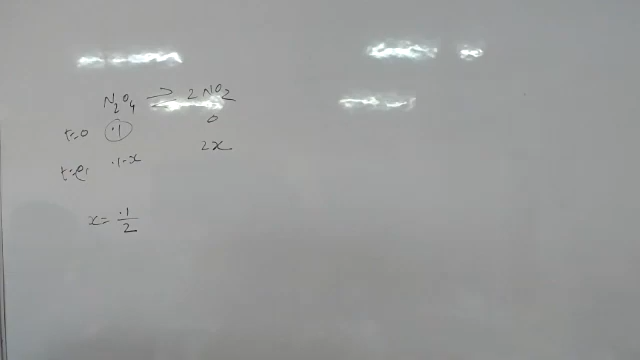 N₂O₄ ⇌ 2NO₂
t=0 .1 0
t=eq .1-x 2x
x = .1/2